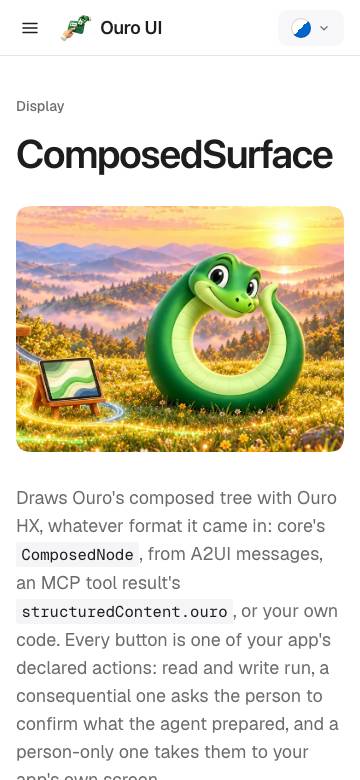 Ouro UI
Display
ComposedSurface
Draws Ouro's composed tree with Ouro
HX, whatever format it came in: core's
ComposedNode, from A2UI messages,
an MCP tool result's
structuredContent.ouro, or your own
code. Every button is one of your app's
declared actions: read and write run, a
consequential one asks the person to
confirm what the agent prepared, and a
person-only one takes them to your
app's own screen.